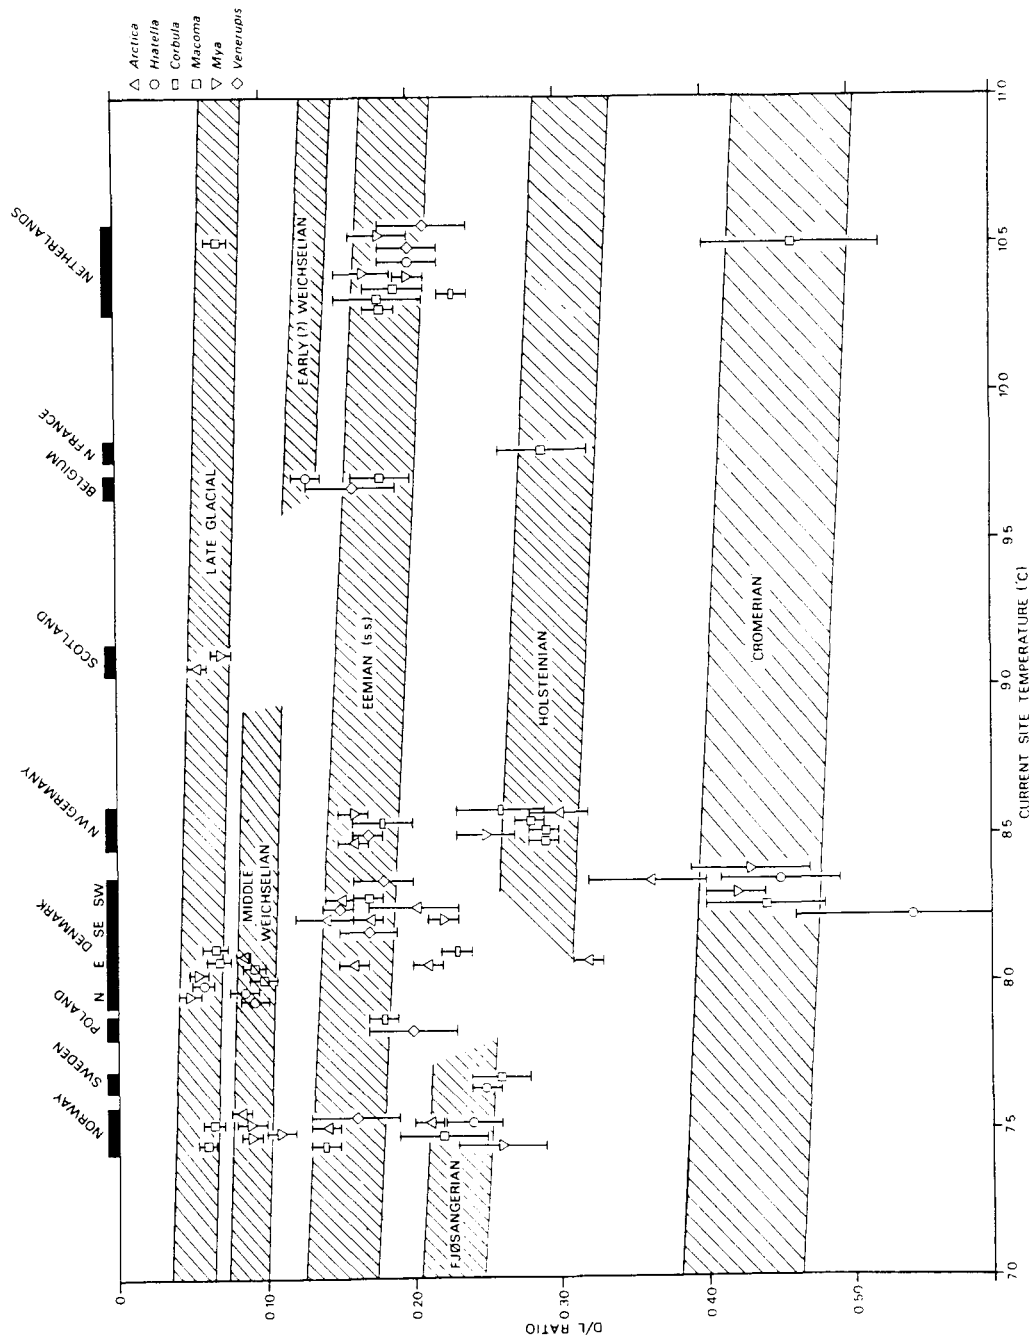 △ Arctica
○ Hiatella
□ Corbula
□ Macoma
▽ Mya
◇ Venerupis
NORWAY
SWEDEN
POLAND
DENMARK
N E SE SW
N W GERMANY
SCOTLAND
BELGIUM
N FRANCE
NETHERLANDS
LATE GLACIAL
MIDDLE
WEICHSELIAN
EARLY (?) WEICHSELIAN
EEMIAN (s.s)
FJØSANGERIAN
HOLSTEINIAN
CROMERIAN
0
0.10
0.20
0.30
0.40
0.50
D/L RATIO
7.0
7.5
8.0
8.5
9.0
9.5
10.0
10.5
11.0
CURRENT SITE TEMPERATURE (°C)